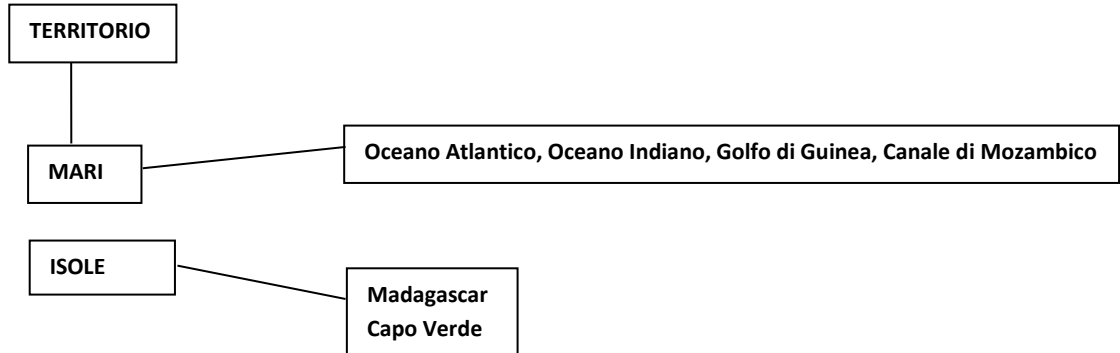 TERRITORIO
MARI
Oceano Atlantico, Oceano Indiano, Golfo di Guinea, Canale di Mozambico
ISOLE
Madagascar
Capo Verde